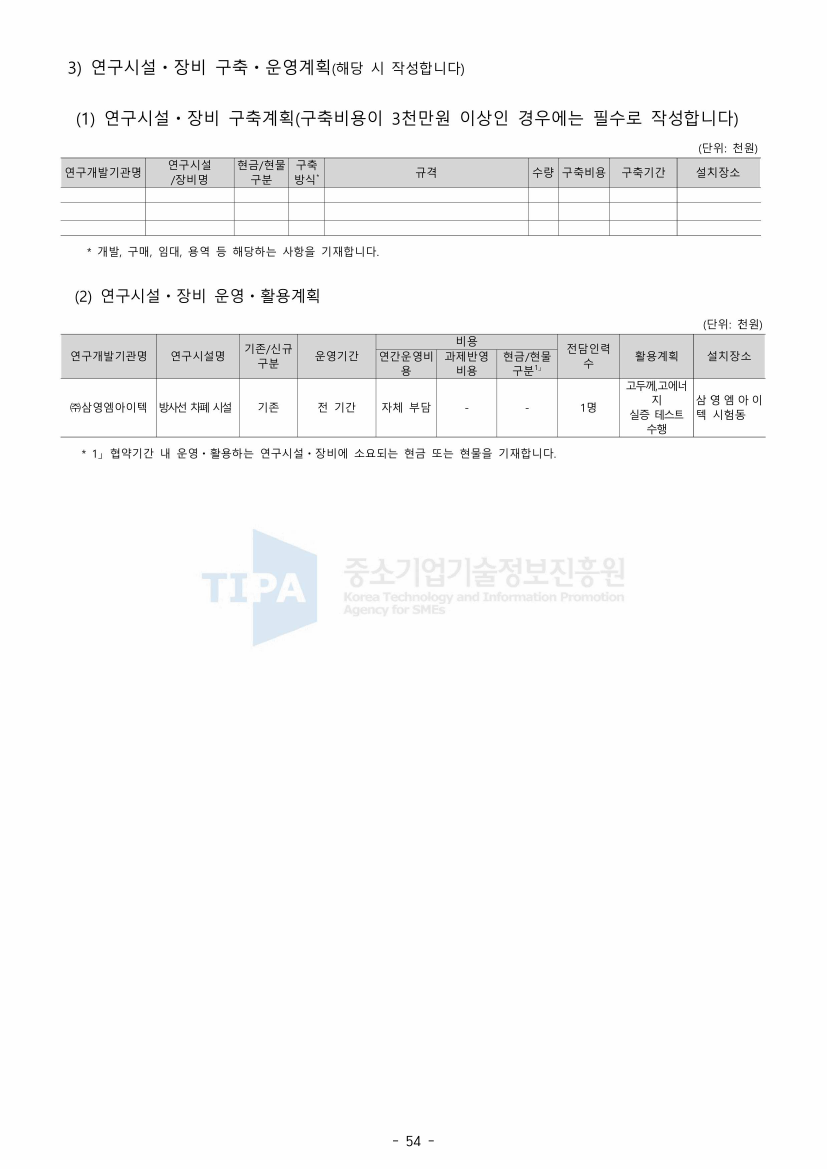 3) 연구시설・장비 구축・운영계획(해당 시 작성합니다)
(1) 연구시설・장비 구축계획(구축비용이 3천만원 이상인 경우에는 필수로 작성합니다)
(단위: 천원)
연구개발기관명 연구시설/장비명 현금/현물 구분 구축방식* 규격 수량 구축비용 구축기간 설치장소
* 개발, 구매, 임대, 용역 등 해당하는 사항을 기재합니다.
(2) 연구시설・장비 운영・활용계획
(단위: 천원)
연구개발기관명 연구시설명 기존/신규 구분 운영기간 비용 전담인력수 활용계획 설치장소
연간운영비용 과제반영비용 현금/현물 구분1」
㈜삼영엠아이텍 방사선 차폐 시설 기존 전 기간 자체 부담 - - 1명 고두께,고에너지 실증 테스트 수행 삼영엠아이텍 시험동
* 1」협약기간 내 운영・활용하는 연구시설・장비에 소요되는 현금 또는 현물을 기재합니다.
TIPA 중소기업기술정보진흥원
Korea Technology and Information Promotion
Agency for SMEs
- 54 -